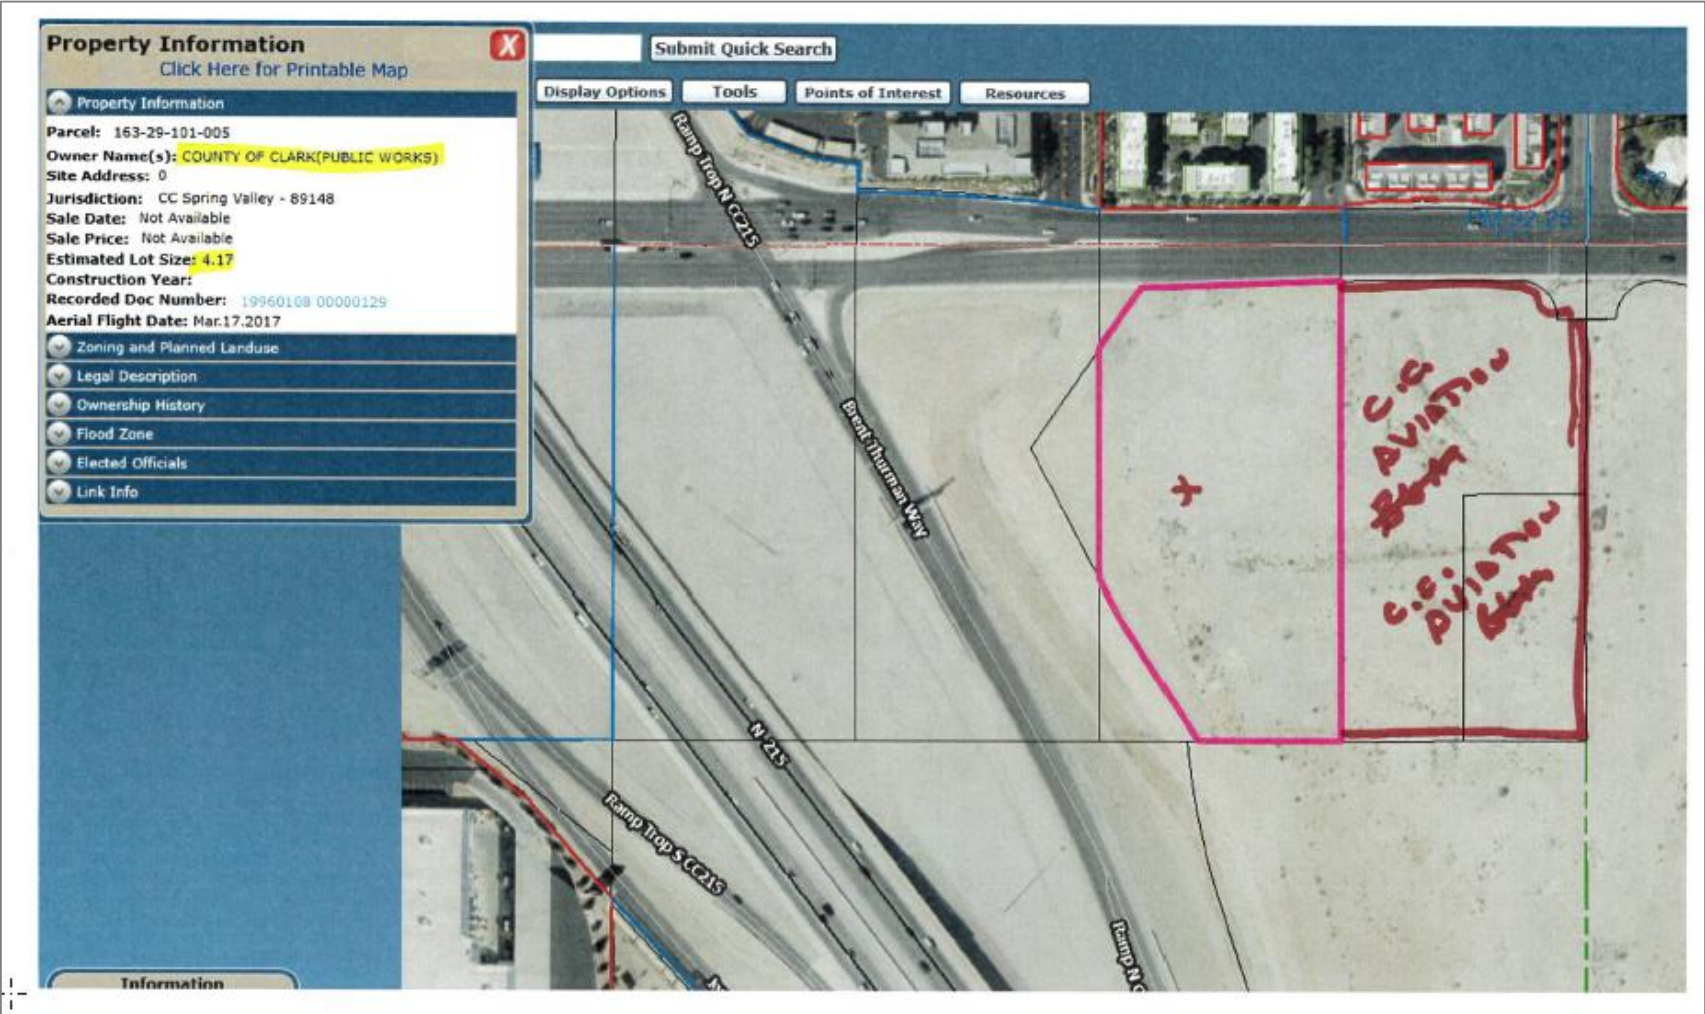 Property Information
Click Here for Printable Map
Submit Quick Search
Display Options
Tools
Points of Interest
Resources
Property Information
Parcel: 163-29-101-005
Owner Name(s): COUNTY OF CLARK(PUBLIC WORKS)
Site Address: 0
Jurisdiction: CC Spring Valley - 89148
Sale Date: Not Available
Sale Price: Not Available
Estimated Lot Size: 4.17
Construction Year:
Recorded Doc Number: 19960108 00000129
Aerial Flight Date: Mar.17.2017
Zoning and Planned Landuse
Legal Description
Ownership History
Flood Zone
Elected Officials
Link Info
Information
Ramp Trop N CC215
Brent Thurman Way
N 215
Ramp Trop S CC215
Ramp N
C.C
AVIATION
C.C.
AVIATION
X